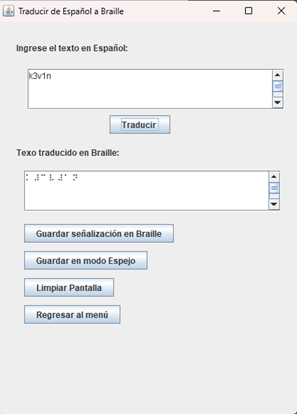 Traducir de Español a Braille
Ingrese el texto en Español:
k3v1n
Traducir
Texo traducido en Braille:
⠅ ⠼⠉ ⠧ ⠼⠁ ⠝
Guardar señalización en Braille
Guardar en modo Espejo
Limpiar Pantalla
Regresar al menú